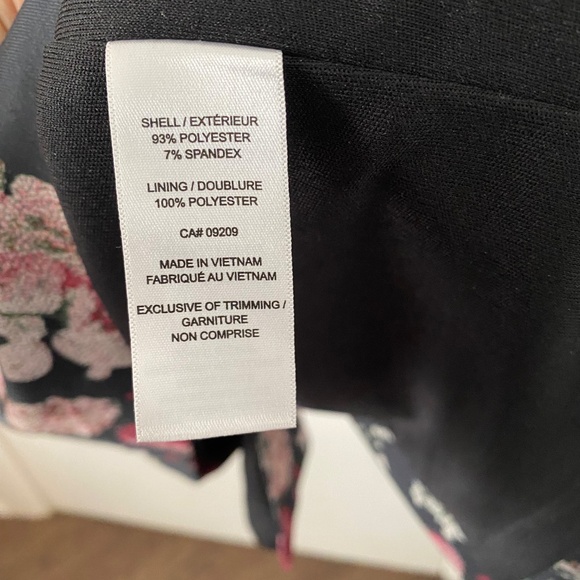 SHELL / EXTÉRIEUR
93% POLYESTER
7% SPANDEX
LINING / DOUBLURE
100% POLYESTER
CA# 09209
MADE IN VIETNAM
FABRIQUÉ AU VIETNAM
EXCLUSIVE OF TRIMMING /
GARNITURE
NON COMPRISE